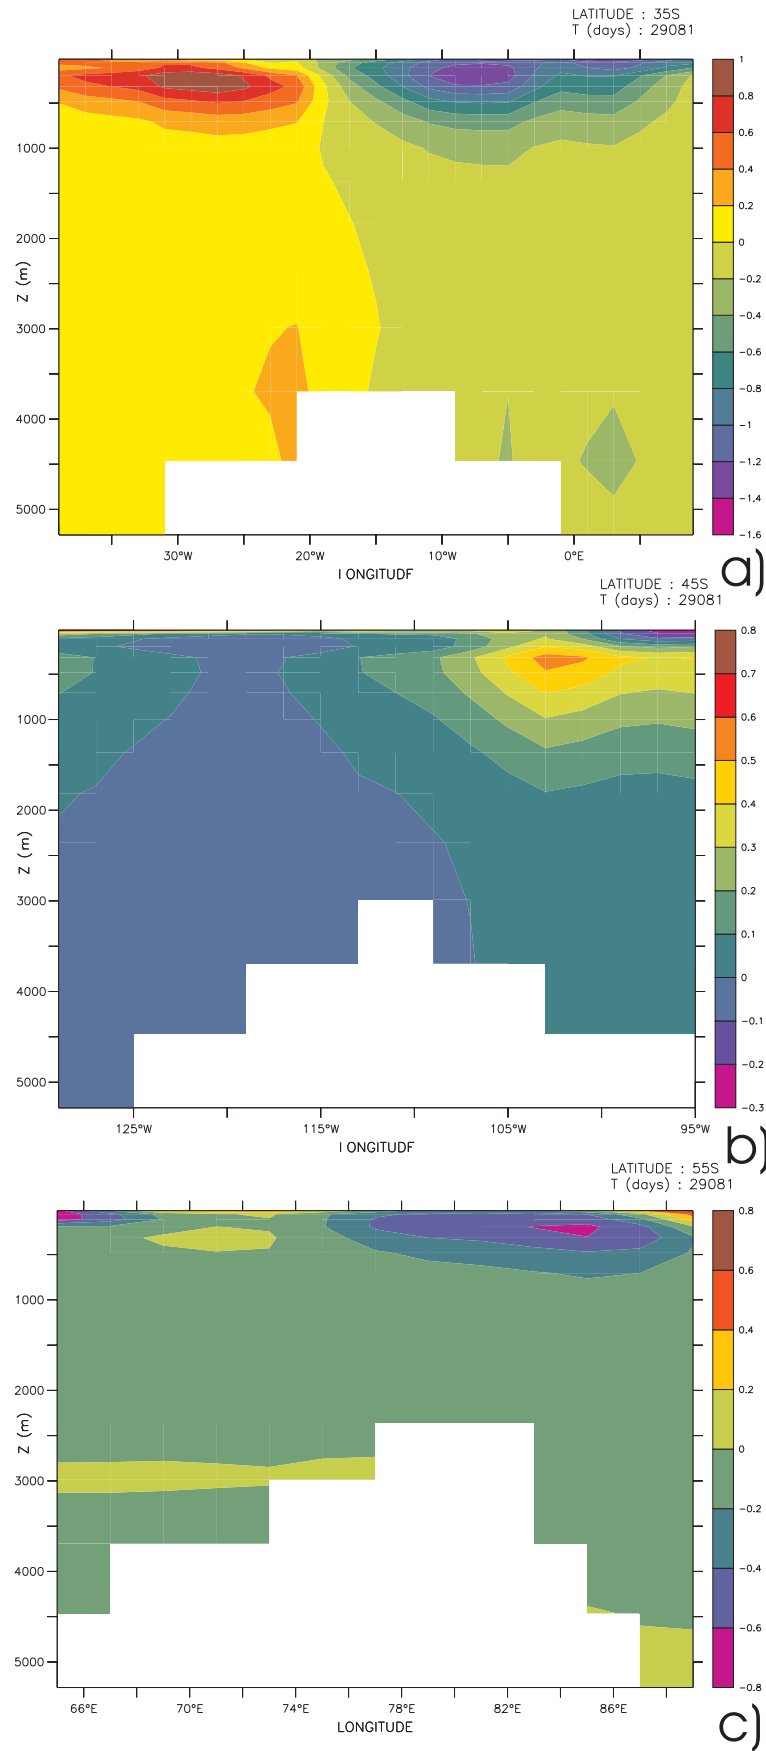 LATITUDE : 35S
T (days) : 29081
1
0.8
0.6
0.4
0.2
0
-0.2
-0.4
-0.6
-0.8
-1
-1.2
-1.4
-1.6
1000
2000
3000
4000
5000
Z (m)
30°W 20°W 10°W 0°E
LONGITUDE
a)
LATITUDE : 45S
T (days) : 29081
0.8
0.7
0.6
0.5
0.4
0.3
0.2
0.1
0
-0.1
-0.2
-0.3
1000
2000
3000
4000
5000
Z (m)
125°W 115°W 105°W 95°W
LONGITUDE
b)
LATITUDE : 55S
T (days) : 29081
0.8
0.6
0.4
0.2
0
-0.2
-0.4
-0.6
-0.8
1000
2000
3000
4000
5000
Z (m)
66°E 70°E 74°E 78°E 82°E 86°E
LONGITUDE
c)